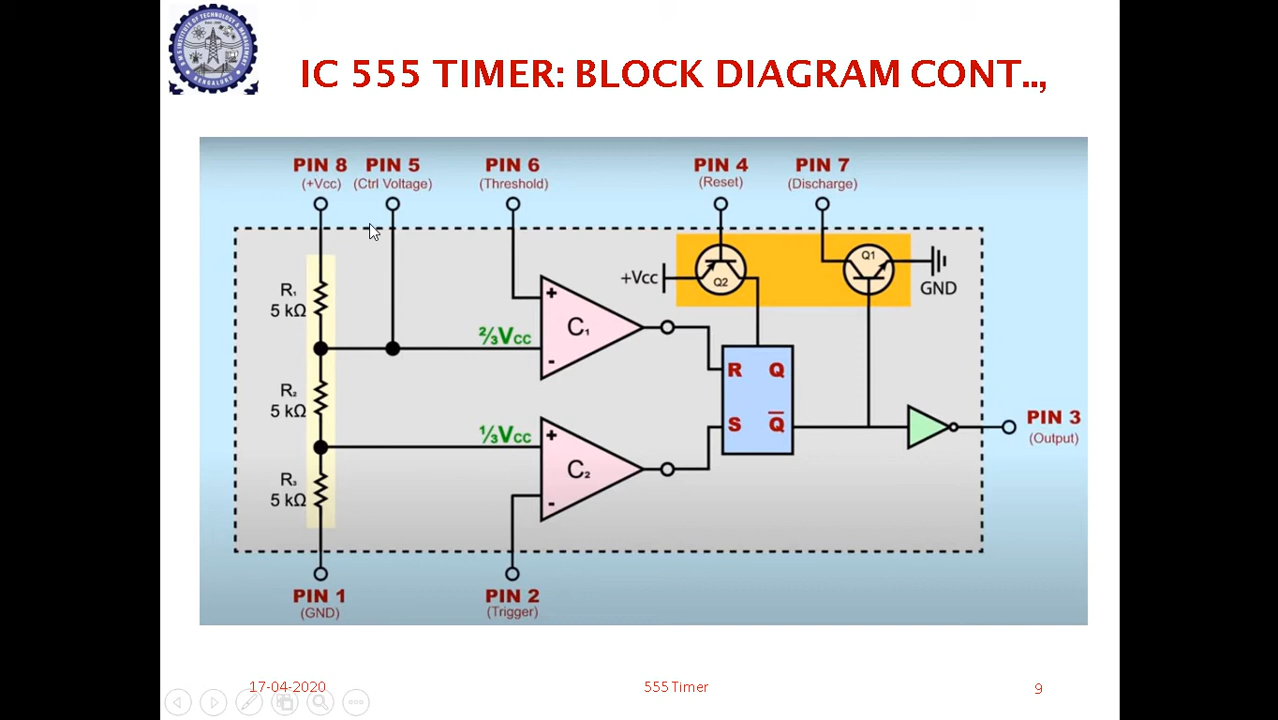 IC 555 TIMER: BLOCK DIAGRAM CONT..,
PIN 8
(+Vcc)
PIN 5
(Ctrl Voltage)
PIN 6
(Threshold)
PIN 4
(Reset)
PIN 7
(Discharge)
R₁
5 kΩ
+Vcc
Q2
Q1
GND
⅔Vcc
+
C₁
-
R Q
S Q̅
R₂
5 kΩ
⅓Vcc
+
C₂
-
R₃
5 kΩ
PIN 3
(Output)
PIN 1
(GND)
PIN 2
(Trigger)
17-04-2020
555 Timer
9